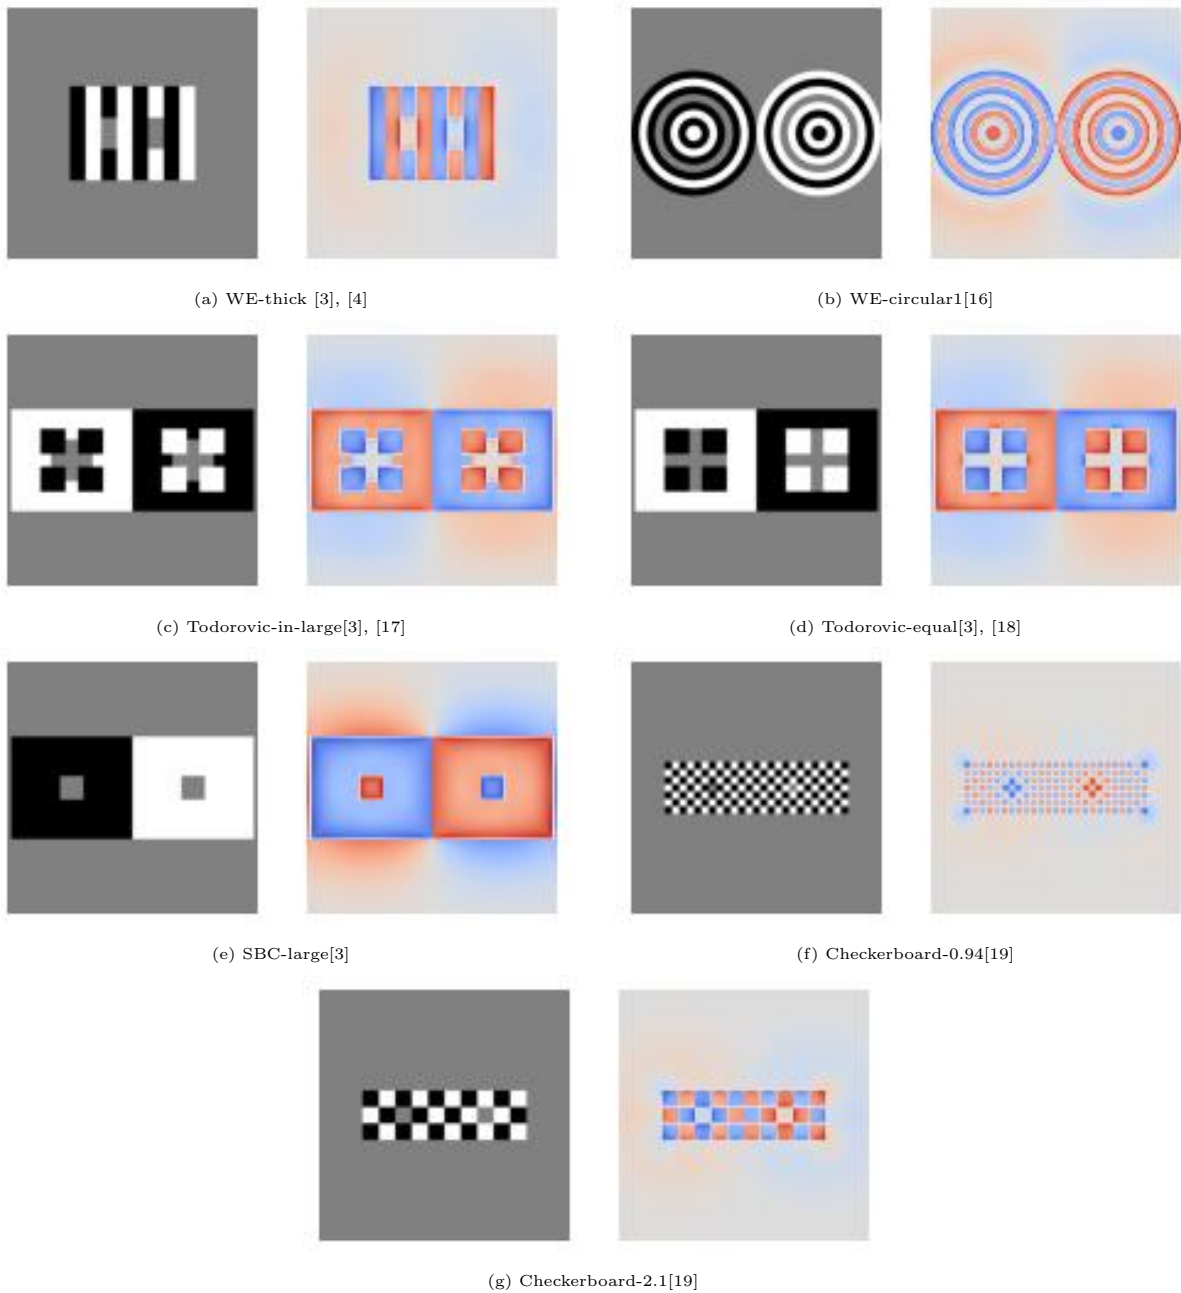 (a) WE-thick [3], [4]
(b) WE-circular1[16]
(c) Todorovic-in-large[3], [17]
(d) Todorovic-equal[3], [18]
(e) SBC-large[3]
(f) Checkerboard-0.94[19]
(g) Checkerboard-2.1[19]